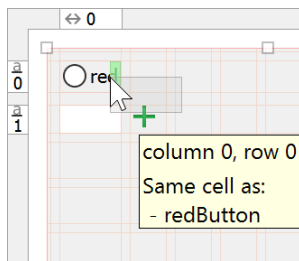 ⇔ 0
a
0
red
a
1
column 0, row 0
Same cell as:
- redButton